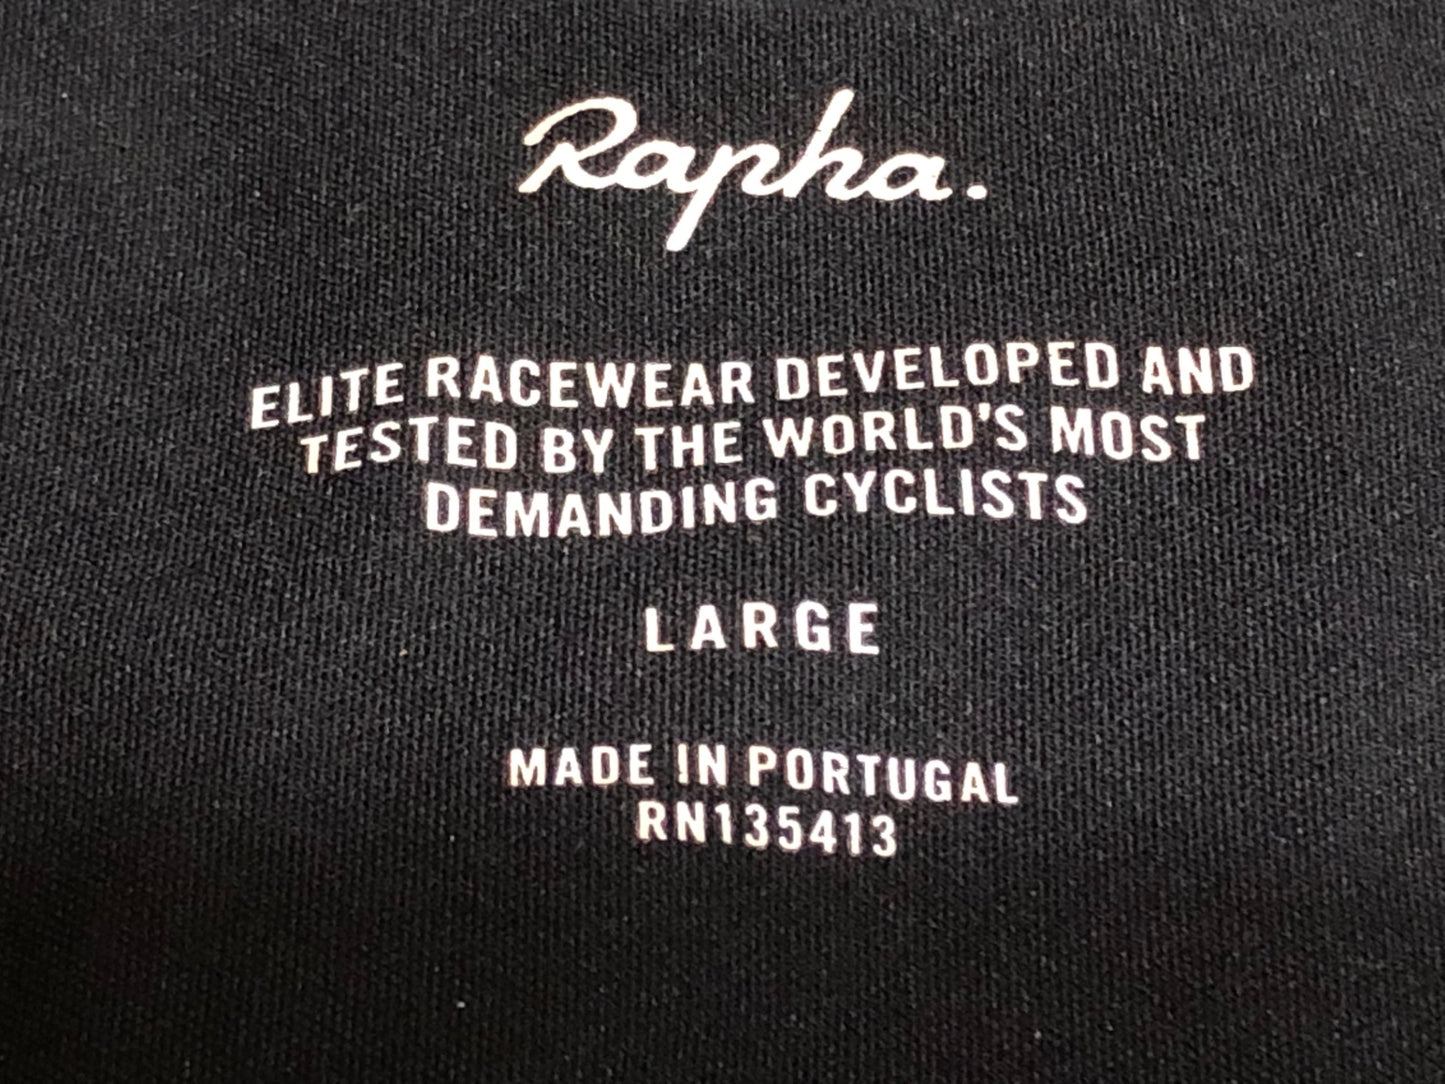 Rapha.
ELITE RACEWEAR DEVELOPED AND
TESTED BY THE WORLD'S MOST
DEMANDING CYCLISTS
LARGE
MADE IN PORTUGAL
RN135413